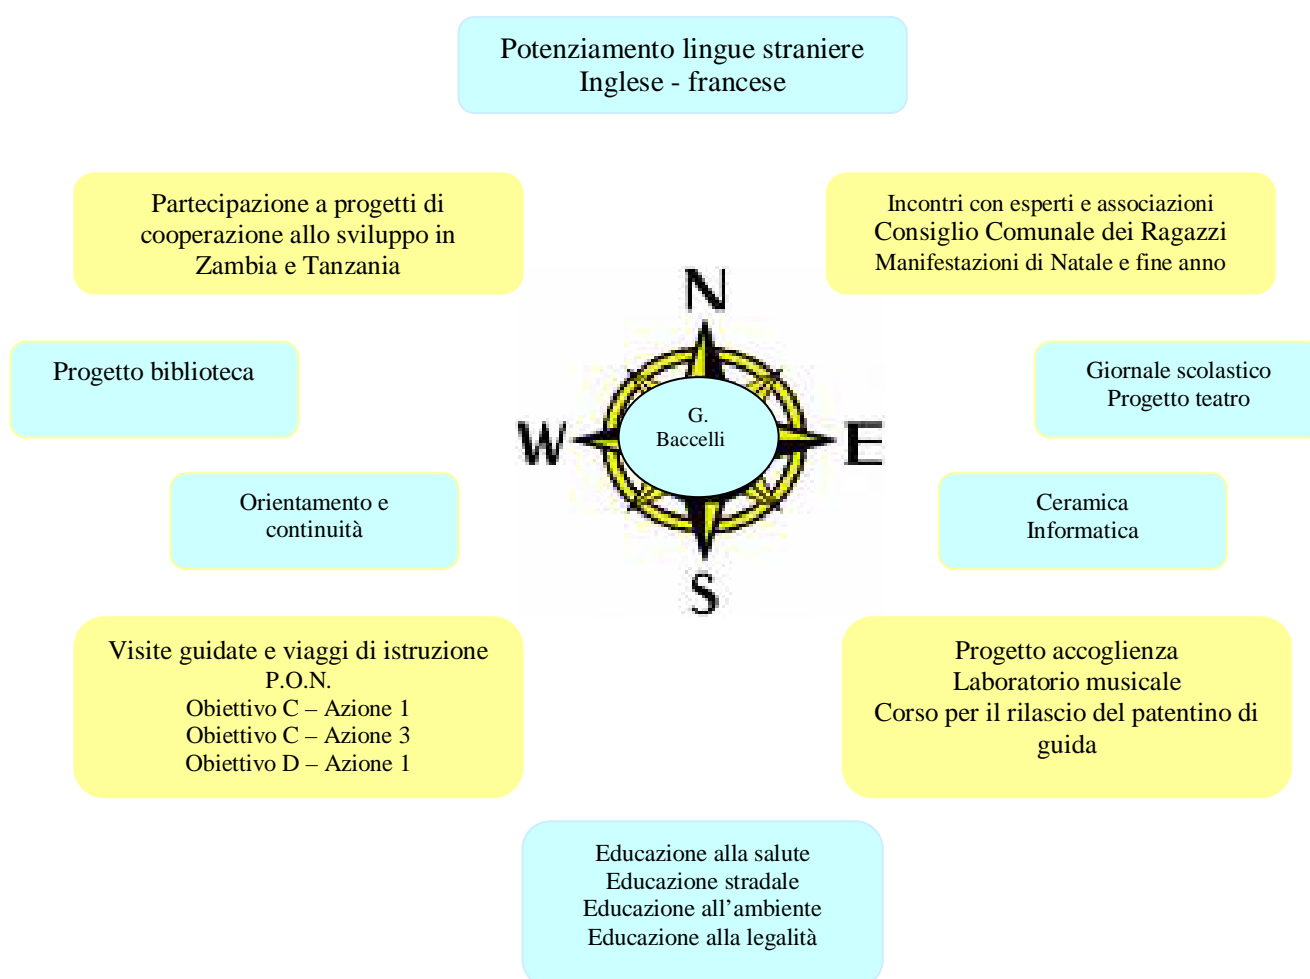 Potenziamento lingue straniere
Inglese - francese
Partecipazione a progetti di
cooperazione allo sviluppo in
Zambia e Tanzania
Incontri con esperti e associazioni
Consiglio Comunale dei Ragazzi
Manifestazioni di Natale e fine anno
N
Progetto biblioteca
Giornale scolastico
Progetto teatro
W
G.
Baccelli
E
Orientamento e
continuità
Ceramica
Informatica
S
Visite guidate e viaggi di istruzione
P.O.N.
Obiettivo C – Azione 1
Obiettivo C – Azione 3
Obiettivo D – Azione 1
Progetto accoglienza
Laboratorio musicale
Corso per il rilascio del patentino di
guida
Educazione alla salute
Educazione stradale
Educazione all’ambiente
Educazione alla legalità